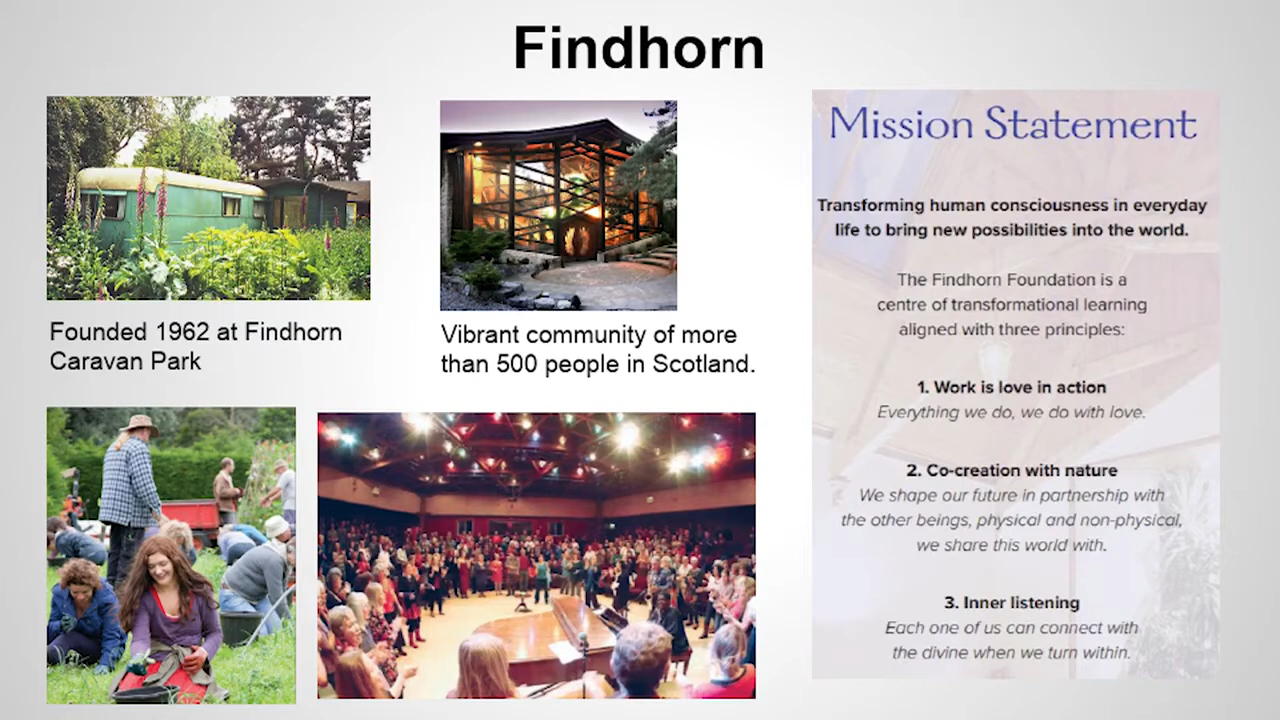 Findhorn
Founded 1962 at Findhorn
Caravan Park
Vibrant community of more
than 500 people in Scotland.
Mission Statement
Transforming human consciousness in everyday
life to bring new possibilities into the world.
The Findhorn Foundation is a
centre of transformational learning
aligned with three principles:
1. Work is love in action
Everything we do, we do with love.
2. Co-creation with nature
We shape our future in partnership with
the other beings, physical and non-physical,
we share this world with.
3. Inner listening
Each one of us can connect with
the divine when we turn within.